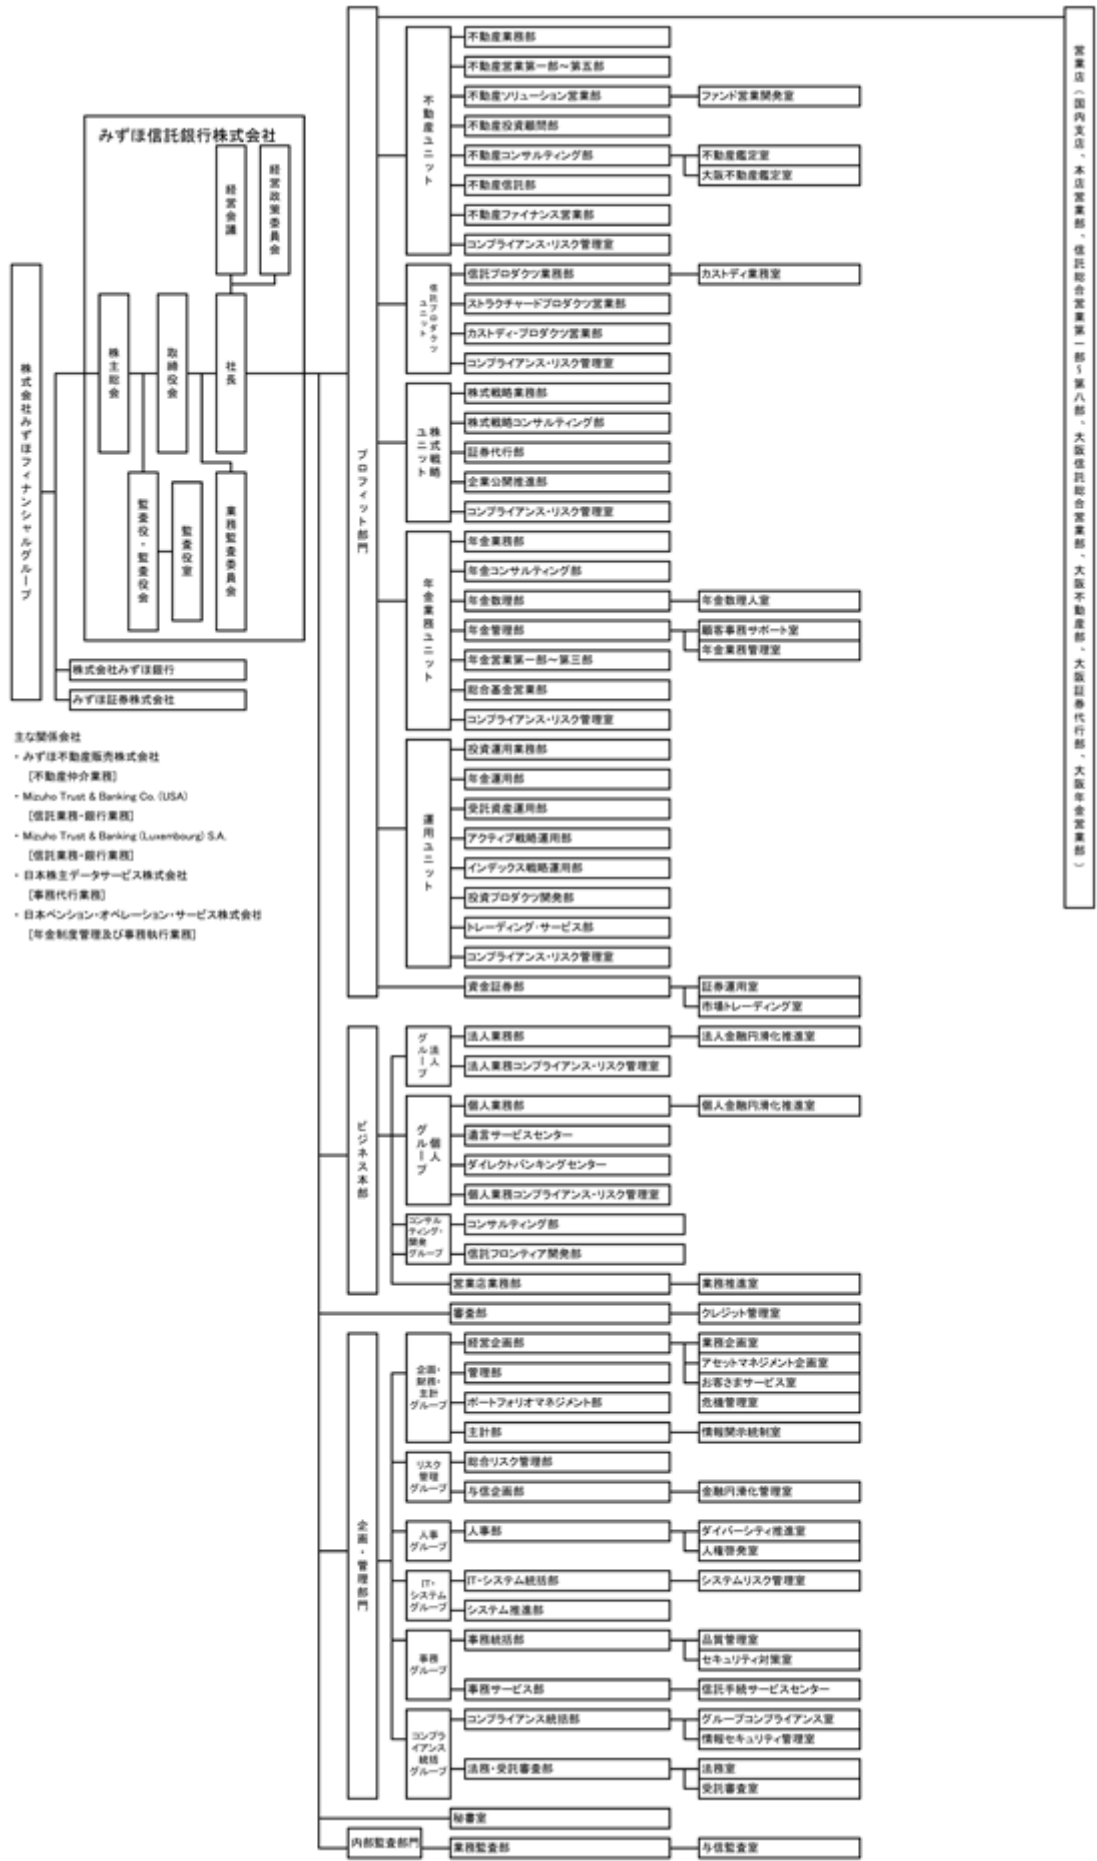 みずほ信託銀行株式会社
経営会議
経営政策委員会
株式会社みずほフィナンシャルグループ
株主総会
取締役会
社長
監査役・監査役会
監査役室
業務監査委員会
株式会社みずほ銀行
みずほ証券株式会社
主な関係会社
・みずほ不動産販売株式会社
[不動産仲介業務]
・Mizuho Trust & Banking Co. (USA)
[信託業務・銀行業務]
・Mizuho Trust & Banking (Luxembourg) S.A.
[信託業務・銀行業務]
・日本株主データサービス株式会社
[事務代行業務]
・日本ペンション・オペレーション・サービス株式会社
[年金制度管理及び事務執行業務]
プロフィット部門
不動産ユニット
不動産業務部
不動産営業第一部～第五部
不動産ソリューション営業部
ファンド営業開発室
不動産投資顧問部
不動産コンサルティング部
不動産鑑定室
大阪不動産鑑定室
不動産信託部
不動産ファイナンス営業部
コンプライアンス・リスク管理室
信託プロダクツ
ユニット
信託プロダクツ業務部
カストディ業務室
ストラクチャードプロダクツ営業部
カストディ・プロダクツ営業部
コンプライアンス・リスク管理室
株式戦略
ユニット
株式戦略業務部
株式戦略コンサルティング部
証券代行部
企業公開推進部
コンプライアンス・リスク管理室
年金業務ユニット
年金業務部
年金コンサルティング部
年金数理部
年金数理人室
年金管理部
顧客事務サポート室
年金業務管理室
年金営業第一部～第三部
総合基金営業部
コンプライアンス・リスク管理室
運用ユニット
投資運用業務部
年金運用部
受託資産運用部
アクティブ戦略運用部
インデックス戦略運用部
投資プロダクツ開発部
トレーディング・サービス部
コンプライアンス・リスク管理室
資金証券部
証券運用室
市場トレーディング室
営業店（国内支店、本店営業部、信託総合営業第一部～第八部、大阪信託総合営業部、大阪不動産部、大阪証券代行部、大阪年金営業部）
ビジネス本部
法人
グループ
法人業務部
法人金融円滑化推進室
法人業務コンプライアンス・リスク管理室
個人
グループ
個人業務部
個人金融円滑化推進室
遺言サービスセンター
ダイレクトバンキングセンター
個人業務コンプライアンス・リスク管理室
コンサル
ティング・
開発
グループ
コンサルティング部
信託フロンティア開発部
営業店業務部
業務推進室
審査部
クレジット管理室
企画・管理部門
企画・
財務・
主計
グループ
経営企画部
業務企画室
アセットマネジメント企画室
お客さまサービス室
危機管理室
管理部
ポートフォリオマネジメント部
主計部
情報開示統制室
リスク
管理
グループ
総合リスク管理部
与信企画部
金融円滑化管理室
人事
グループ
人事部
ダイバーシティ推進室
人権啓発室
IT・
システム
グループ
IT・システム統括部
システムリスク管理室
システム推進部
事務
グループ
事務統括部
品質管理室
セキュリティ対策室
事務サービス部
信託手続サービスセンター
コンプラ
イアンス
統括
グループ
コンプライアンス統括部
グループコンプライアンス室
情報セキュリティ管理室
法務・受託審査部
法務室
受託審査室
秘書室
内部監査部門
業務監査部
与信監査室